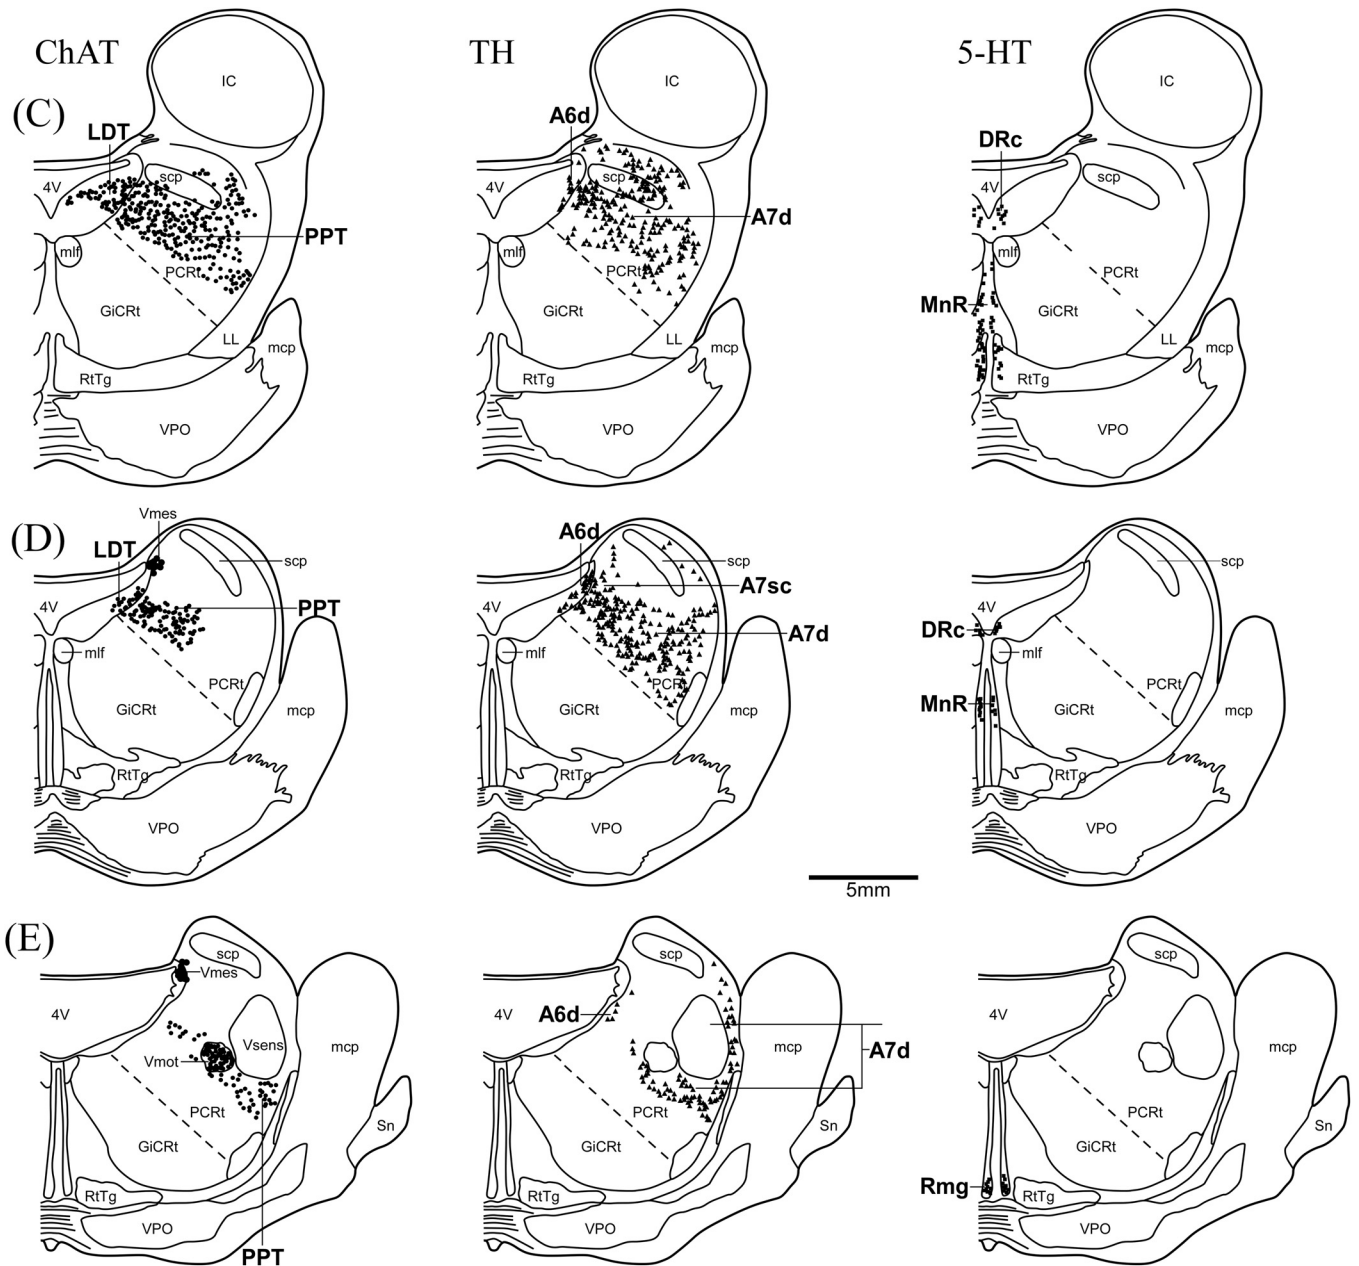 ChAT
TH
5-HT
(C)
IC
LDT
4V
scp
PPT
mlf
PCRt
GiCRt
LL
mcp
RtTg
VPO
IC
A6d
4V
scp
A7d
mlf
PCRt
GiCRt
LL
mcp
RtTg
VPO
IC
DRc
4V
scp
mlf
PCRt
MnR
GiCRt
LL
mcp
RtTg
VPO
(D)
Vmes
LDT
scp
4V
PPT
mlf
PCRt
GiCRt
mcp
RtTg
VPO
A6d
scp
A7sc
4V
A7d
PCRt
GiCRt
mcp
RtTg
VPO
scp
4V
DRc
mlf
PCRt
MnR
GiCRt
mcp
RtTg
VPO
5mm
(E)
scp
Vmes
4V
Vsens
mcp
Vmot
PCRt
Sn
GiCRt
RtTg
VPO
PPT
scp
4V
A6d
mcp
A7d
PCRt
Sn
GiCRt
RtTg
VPO
scp
4V
mcp
PCRt
Sn
GiCRt
Rmg
RtTg
VPO